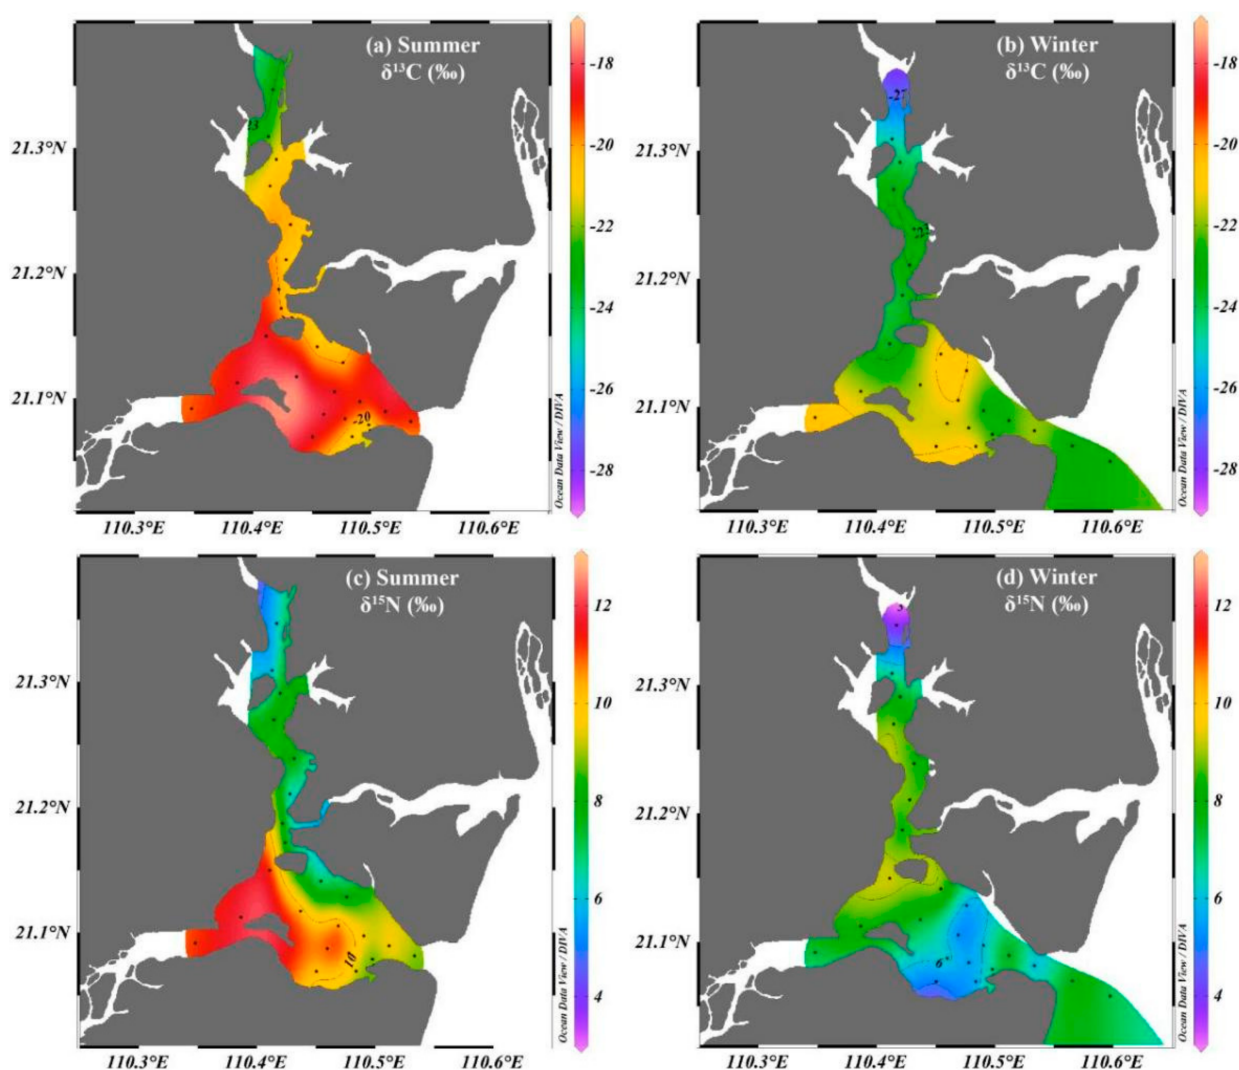 (a) Summer
δ¹³C (‰)
21.3°N
21.2°N
21.1°N
110.3°E 110.4°E 110.5°E 110.6°E
-20
-18
-20
-22
-24
-26
-28
Ocean Data View / DIVA
(b) Winter
δ¹³C (‰)
-27
21.3°N
21.2°N
21.1°N
110.3°E 110.4°E 110.5°E 110.6°E
-18
-20
-22
-24
-26
-28
Ocean Data View / DIVA
(c) Summer
δ¹⁵N (‰)
21.3°N
21.2°N
21.1°N
10
110.3°E 110.4°E 110.5°E 110.6°E
12
10
8
6
4
Ocean Data View / DIVA
(d) Winter
δ¹⁵N (‰)
21.3°N
21.2°N
21.1°N
6
110.3°E 110.4°E 110.5°E 110.6°E
12
10
8
6
4
Ocean Data View / DIVA